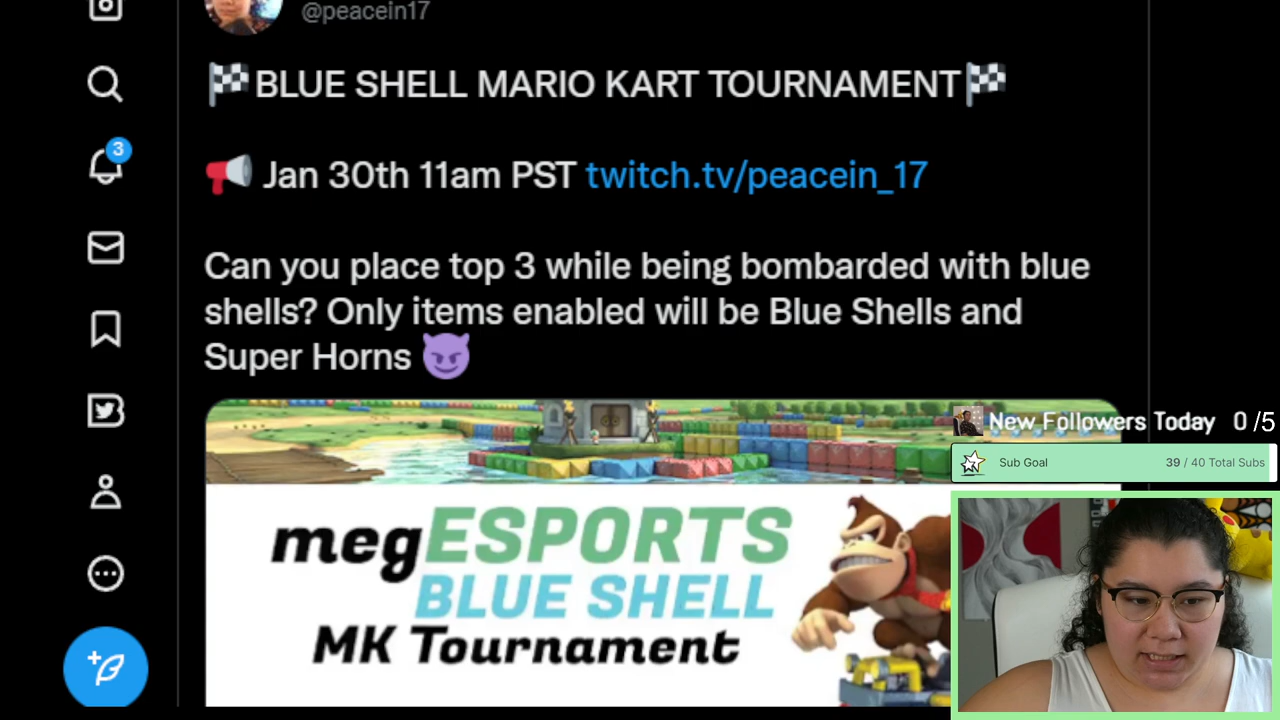 @peacein17
🏁BLUE SHELL MARIO KART TOURNAMENT🏁
3
📢 Jan 30th 11am PST twitch.tv/peacein_17
Can you place top 3 while being bombarded with blue
shells? Only items enabled will be Blue Shells and
Super Horns 😈
New Followers Today 0 /5
Sub Goal 39 / 40 Total Subs
megESPORTS
BLUE SHELL
MK Tournament